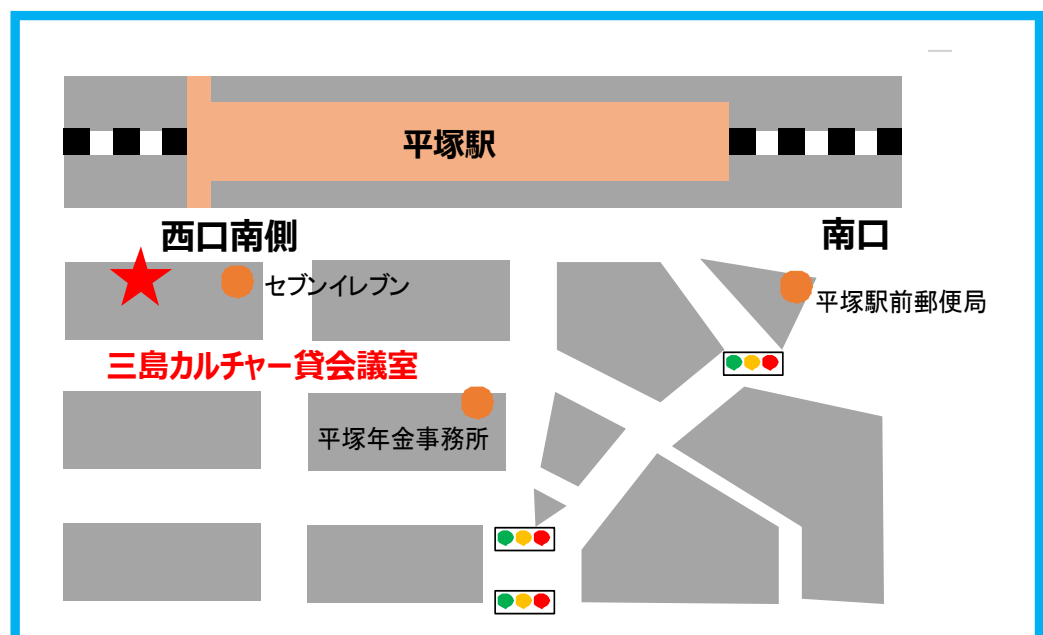 平塚駅
西口南側
南口
セブンイレブン
平塚駅前郵便局
三島カルチャー貸会議室
平塚年金事務所